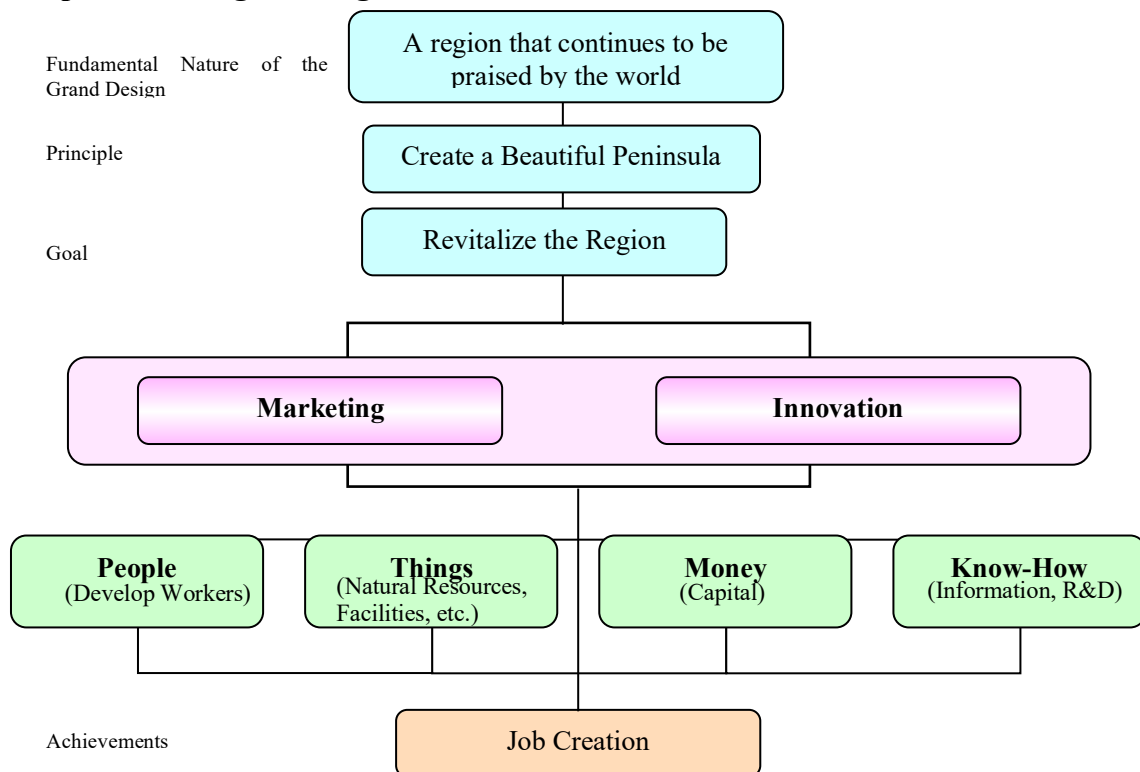 A region that continues to be
praised by the world
Fundamental Nature of the
Grand Design
Principle
Create a Beautiful Peninsula
Goal
Revitalize the Region
Marketing
Innovation
People
(Develop Workers)
Things
(Natural Resources,
Facilities, etc.)
Money
(Capital)
Know-How
(Information, R&D)
Achievements
Job Creation